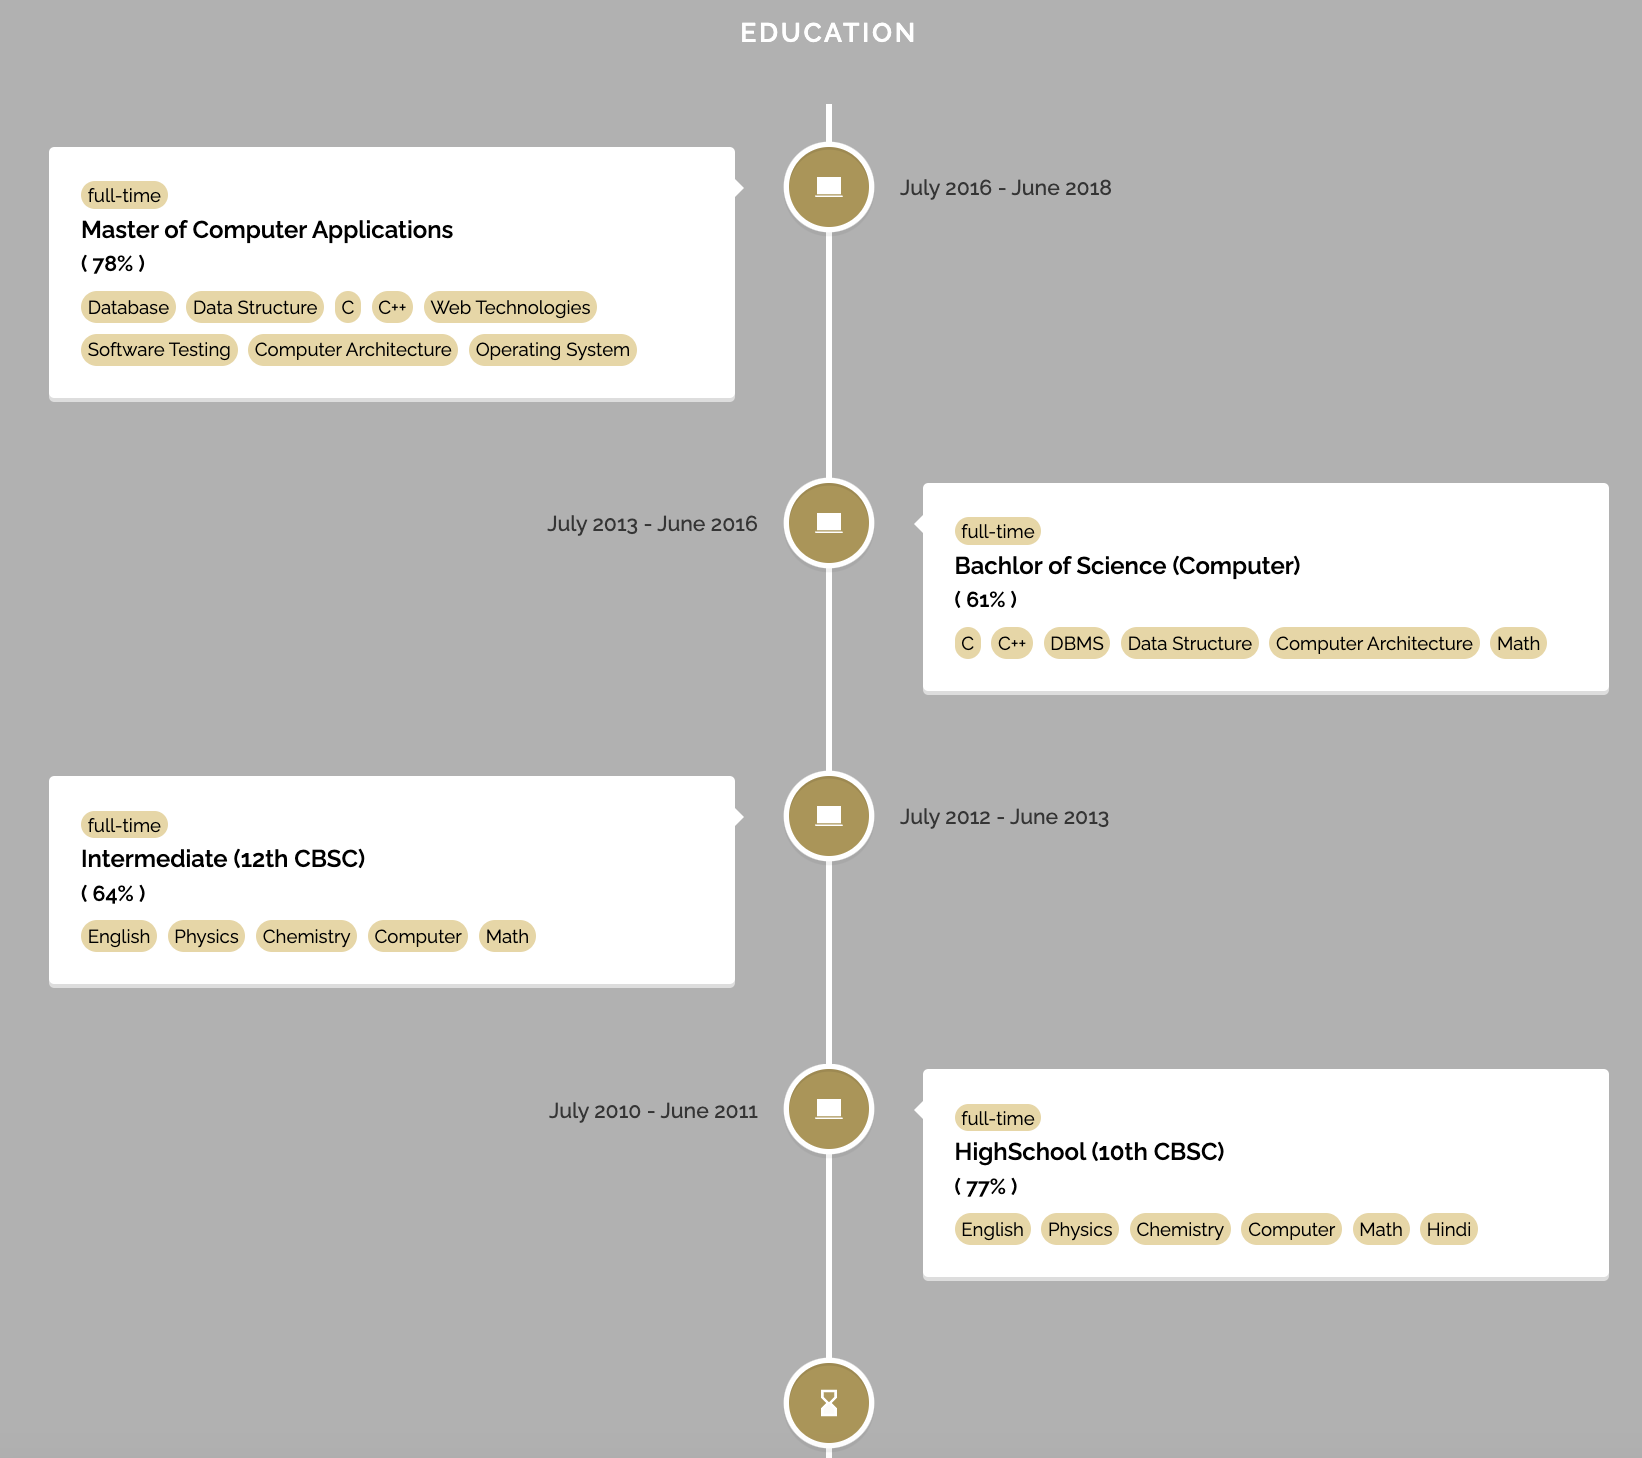 EDUCATION
full-time
Master of Computer Applications
( 78% )
Database Data Structure C C++ Web Technologies
Software Testing Computer Architecture Operating System
July 2016 - June 2018
July 2013 - June 2016
full-time
Bachlor of Science (Computer)
( 61% )
C C++ DBMS Data Structure Computer Architecture Math
full-time
Intermediate (12th CBSC)
( 64% )
English Physics Chemistry Computer Math
July 2012 - June 2013
July 2010 - June 2011
full-time
HighSchool (10th CBSC)
( 77% )
English Physics Chemistry Computer Math Hindi